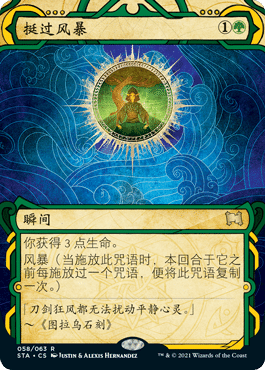 挺过风暴 1
瞬间
你获得3点生命。
风暴（当施放此咒语时，本回合于它之
前每施放过一个咒语，便将此咒语复制
一次。）
「刀剑狂风都无法扰动平静心灵。」
～《图拉乌石刻》
058/063 R
STA • CS JUSTIN & ALEXIS HERNANDEZ
™ & © 2021 Wizards of the Coast